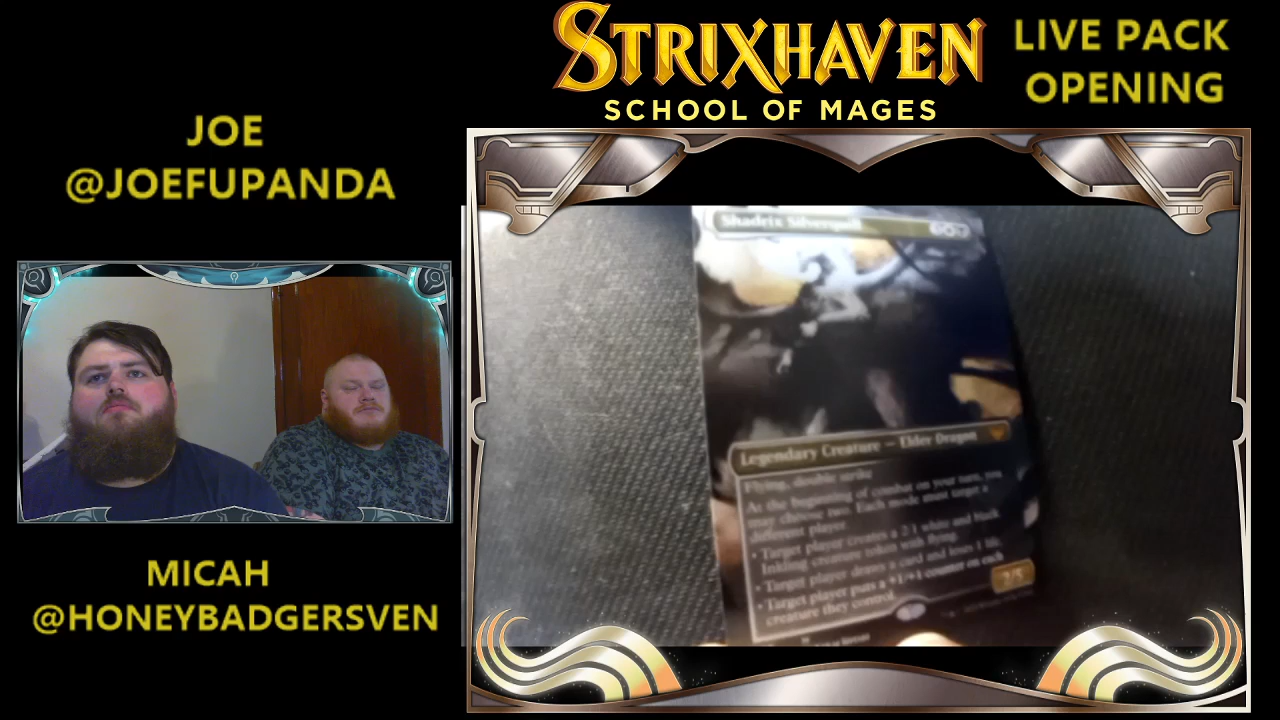 STRIXHAVEN
SCHOOL OF MAGES
LIVE PACK
OPENING
JOE
@JOEFUPANDA
MICAH
@HONEYBADGERSVEN
Shadrix Silverquill
Legendary Creature — Elder Dragon
Flying, double strike
As the beginning of combat on your turn, you
may choose two. Each mode must target a
different player.
• Target player creates a 2/1 white and black
Inkling creature token with flying.
• Target player draws a card and loses 1 life.
• Target player puts a +1/+1 counter on each
creature they control.
2/5